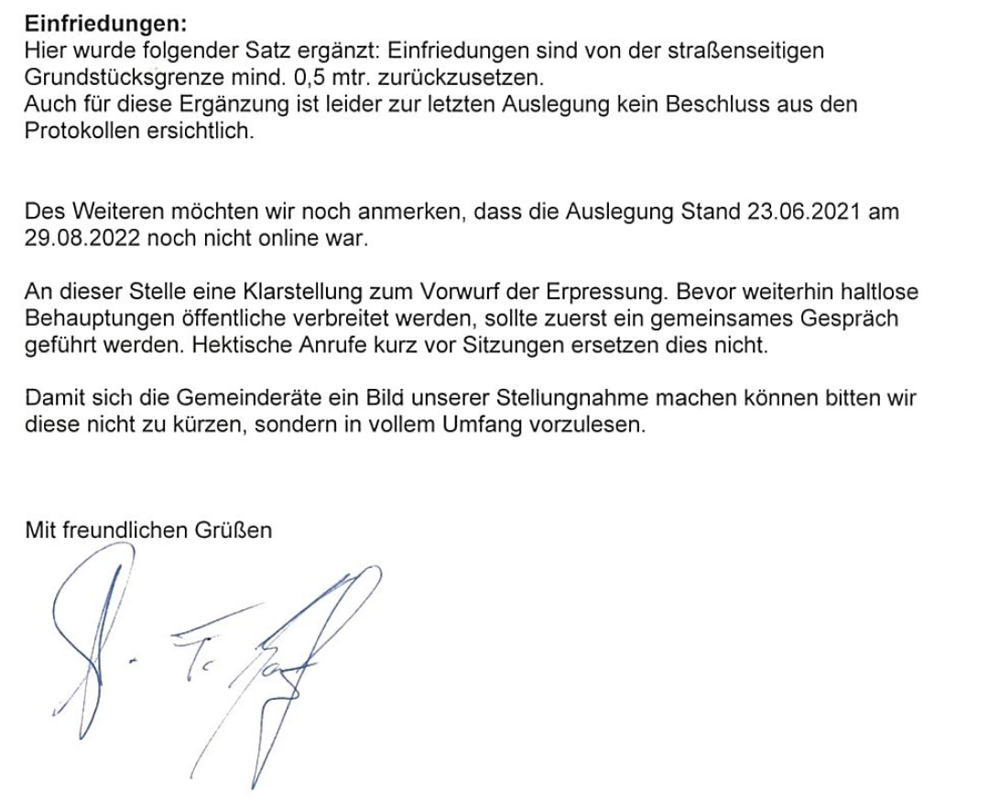 Einfriedungen:
Hier wurde folgender Satz ergänzt: Einfriedungen sind von der straßenseitigen
Grundstücksgrenze mind. 0,5 mtr. zurückzusetzen.
Auch für diese Ergänzung ist leider zur letzten Auslegung kein Beschluss aus den
Protokollen ersichtlich.
Des Weiteren möchten wir noch anmerken, dass die Auslegung Stand 23.06.2021 am
29.08.2022 noch nicht online war.
An dieser Stelle eine Klarstellung zum Vorwurf der Erpressung. Bevor weiterhin haltlose
Behauptungen öffentliche verbreitet werden, sollte zuerst ein gemeinsames Gespräch
geführt werden. Hektische Anrufe kurz vor Sitzungen ersetzen dies nicht.
Damit sich die Gemeinderäte ein Bild unserer Stellungnahme machen können bitten wir
diese nicht zu kürzen, sondern in vollem Umfang vorzulesen.
Mit freundlichen Grüßen